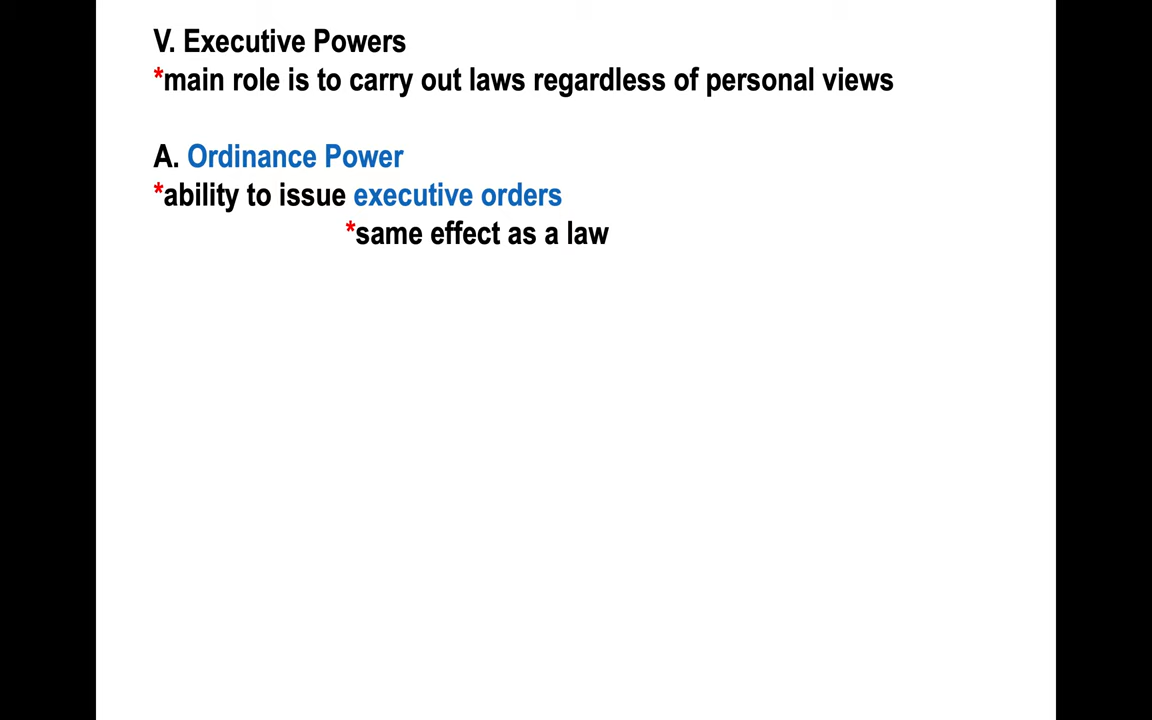 V. Executive Powers
*main role is to carry out laws regardless of personal views
A. Ordinance Power
*ability to issue executive orders
*same effect as a law